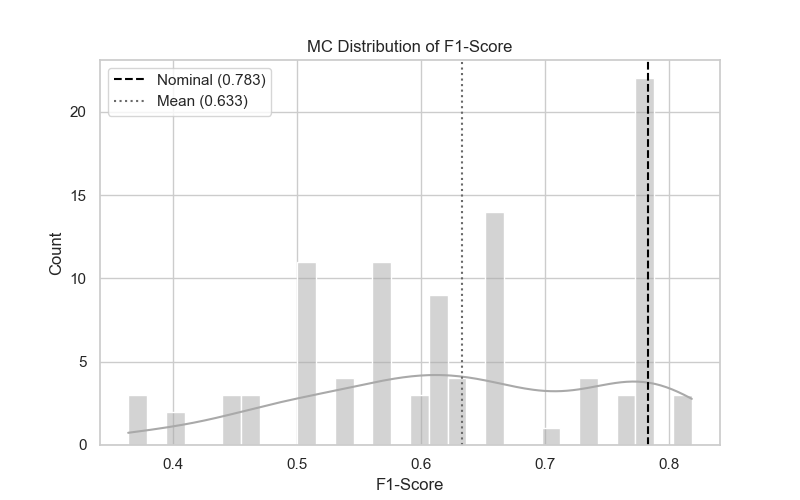 MC Distribution of F1-Score
Nominal (0.783)
Mean (0.633)
20
15
10
5
0
Count
0.4 0.5 0.6 0.7 0.8
F1-Score